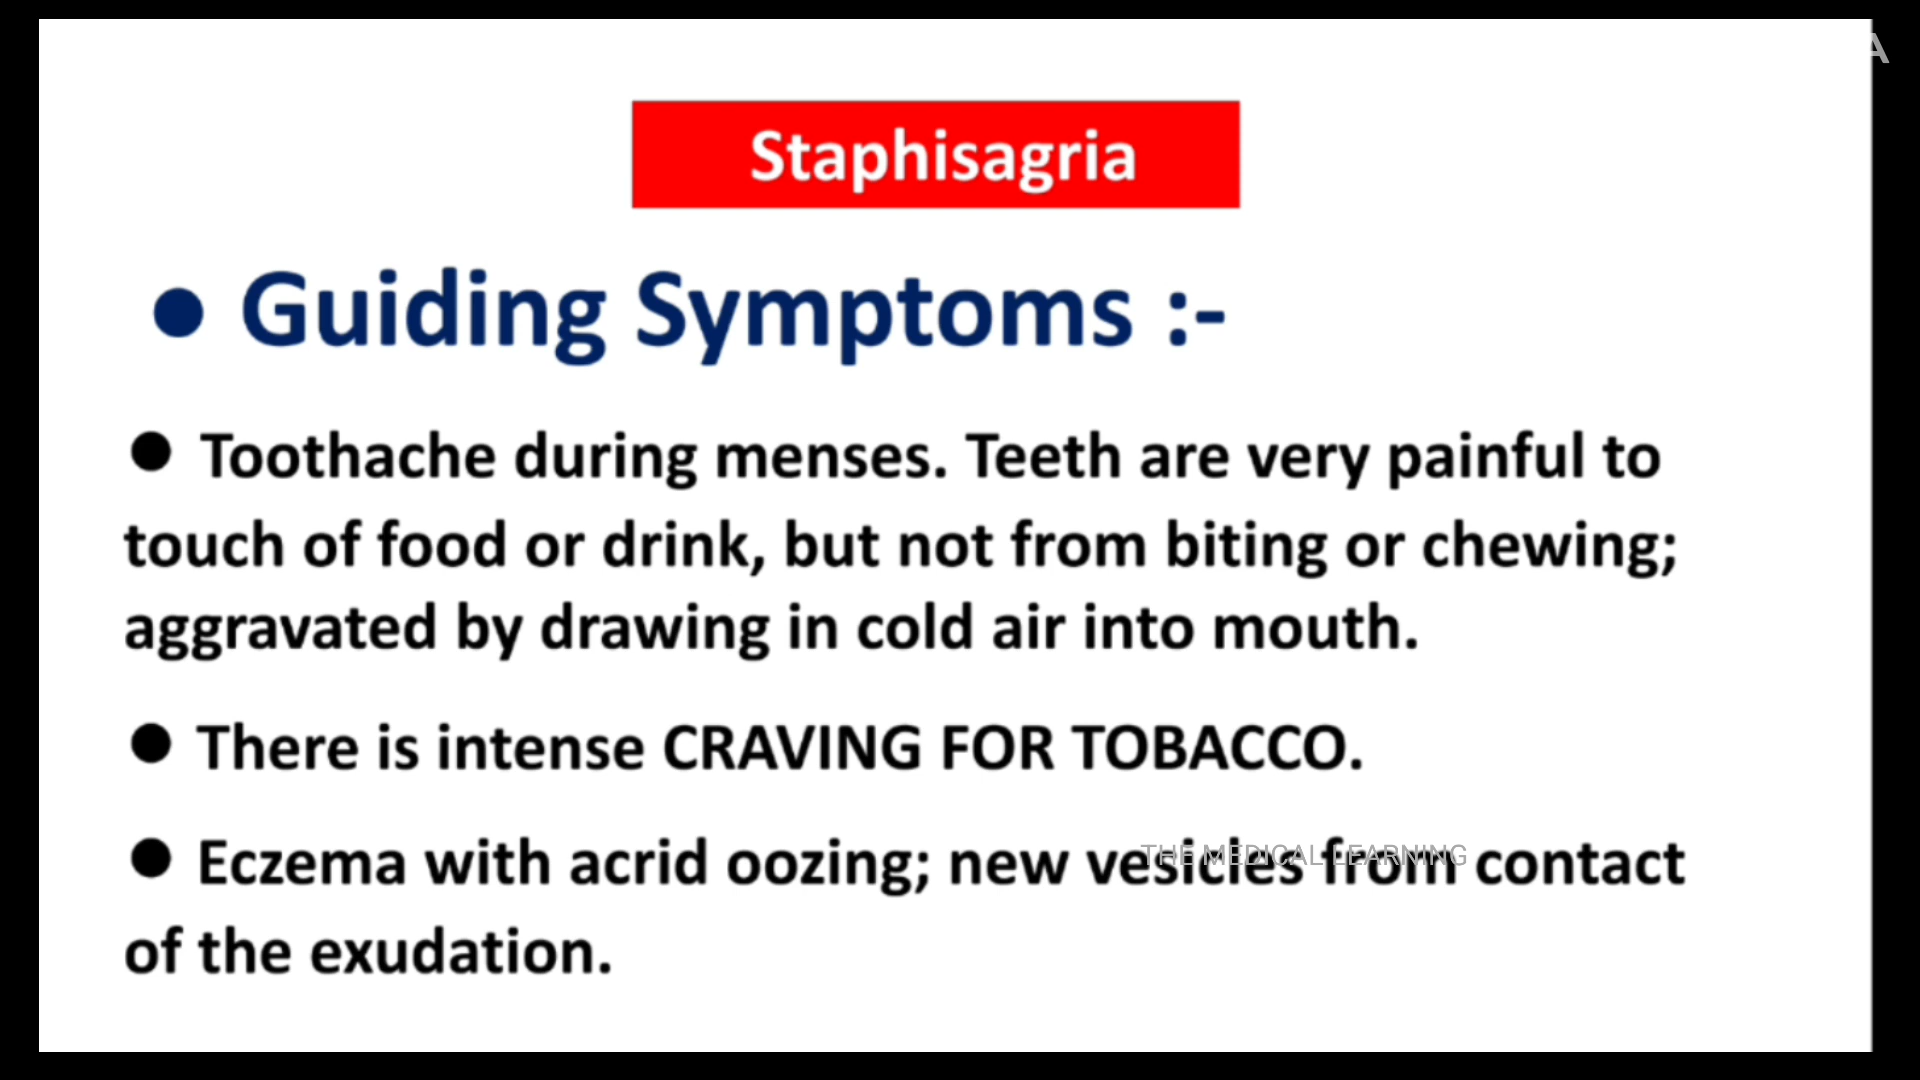 A
Staphisagria
● Guiding Symptoms :-
● Toothache during menses. Teeth are very painful to
touch of food or drink, but not from biting or chewing;
aggravated by drawing in cold air into mouth.
● There is intense CRAVING FOR TOBACCO.
● Eczema with acrid oozing; new vesicles from contact
THE MEDICAL LEARNING
of the exudation.